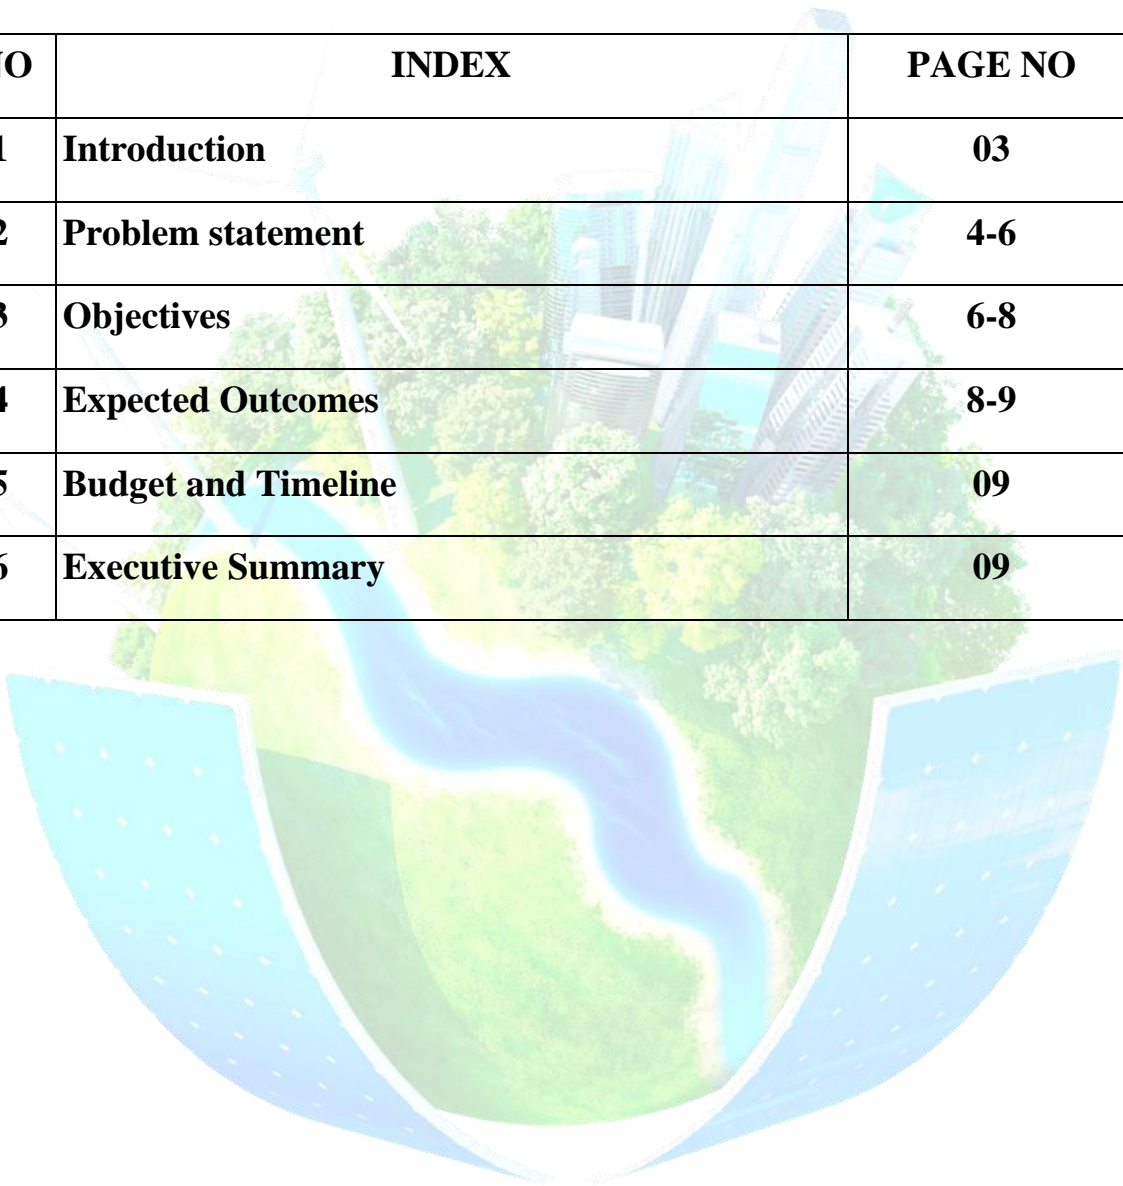 NO INDEX PAGE NO
1 Introduction 03
2 Problem statement 4-6
3 Objectives 6-8
4 Expected Outcomes 8-9
5 Budget and Timeline 09
6 Executive Summary 09